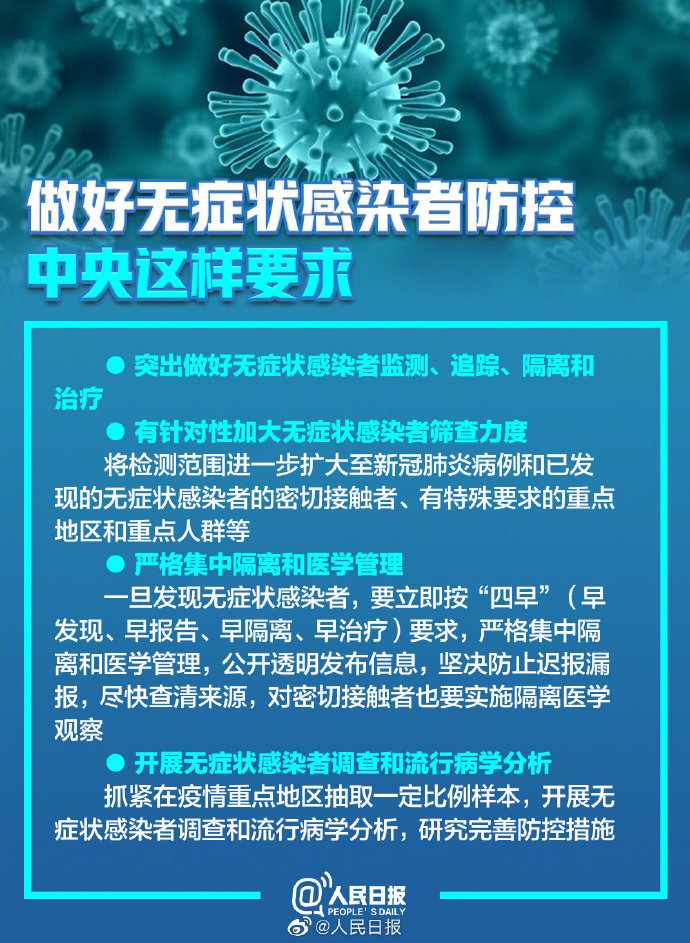 做好无症状感染者防控
中央这样要求
● 突出做好无症状感染者监测、追踪、隔离和
治疗
● 有针对性加大无症状感染者筛查力度
将检测范围进一步扩大至新冠肺炎病例和已发
现的无症状感染者的密切接触者、有特殊要求的重点
地区和重点人群等
● 严格集中隔离和医学管理
一旦发现无症状感染者，要立即按“四早”（早
发现、早报告、早隔离、早治疗）要求，严格集中隔
离和医学管理，公开透明发布信息，坚决防止迟报漏
报，尽快查清来源，对密切接触者也要实施隔离医学
观察
● 开展无症状感染者调查和流行病学分析
抓紧在疫情重点地区抽取一定比例样本，开展无
症状感染者调查和流行病学分析，研究完善防控措施
@人民日报
PEOPLE'S DAILY
@人民日报